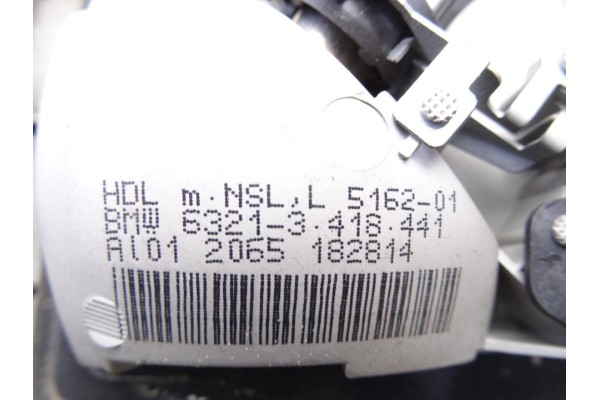 HDL m.NSL,L 5162-01
BMW 6321-3.418.441
Al01 2065 182814